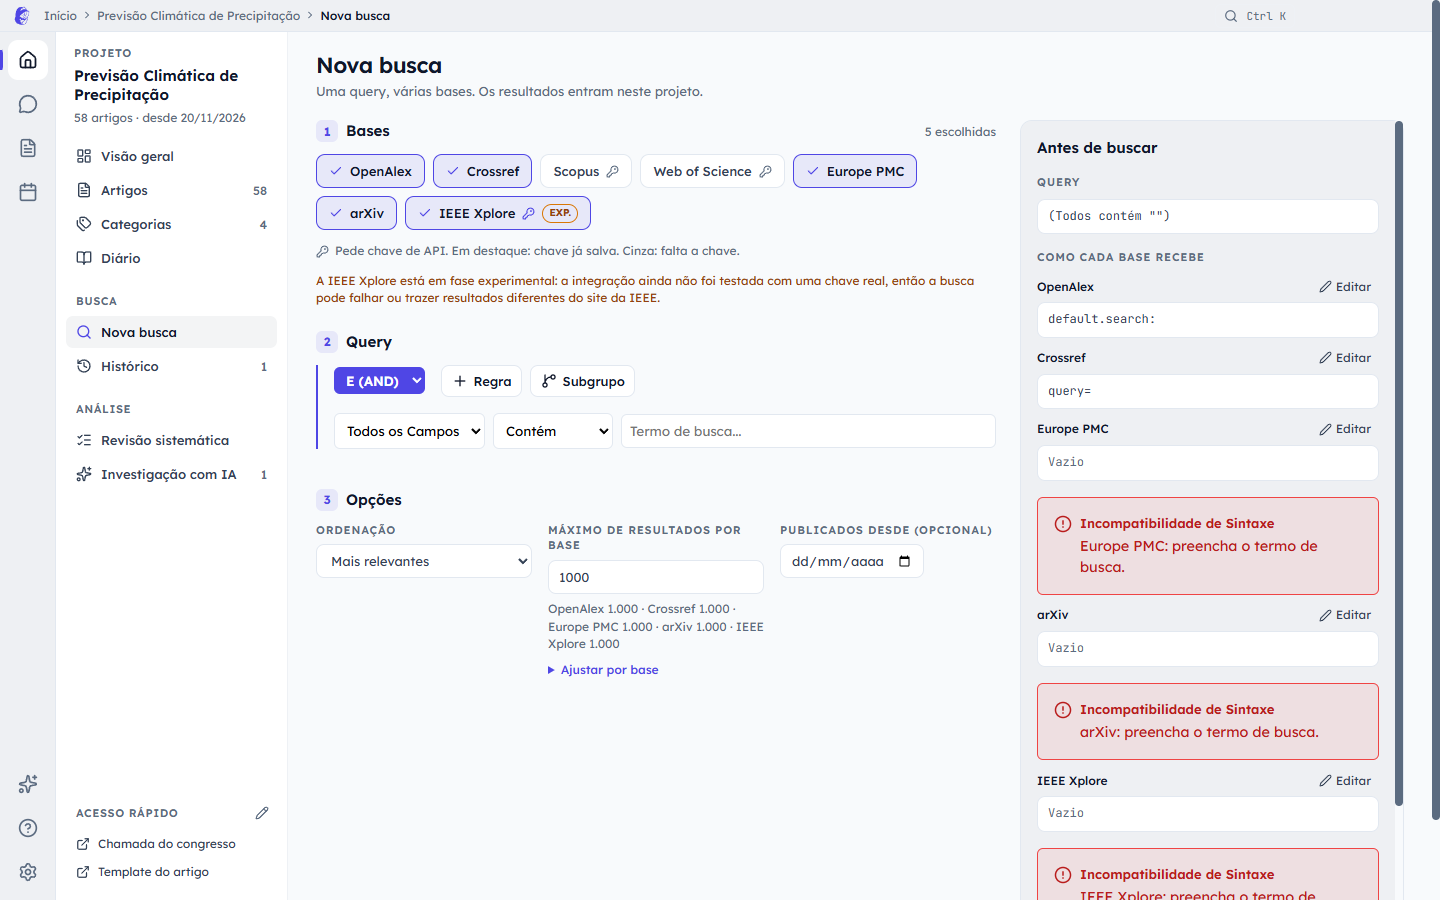 Início > Previsão Climática de Precipitação > Nova busca
Ctrl K
PROJETO
Previsão Climática de
Precipitação
58 artigos · desde 20/11/2026
Visão geral
Artigos 58
Categorias 4
Diário
BUSCA
Nova busca
Histórico 1
ANÁLISE
Revisão sistemática
Investigação com IA 1
ACESSO RÁPIDO
Chamada do congresso
Template do artigo
Nova busca
Uma query, várias bases. Os resultados entram neste projeto.
1 Bases 5 escolhidas
OpenAlex Crossref Scopus Web of Science Europe PMC
arXiv IEEE Xplore EXP.
Pede chave de API. Em destaque: chave já salva. Cinza: falta a chave.
A IEEE Xplore está em fase experimental: a integração ainda não foi testada com uma chave real, então a busca
pode falhar ou trazer resultados diferentes do site da IEEE.
2 Query
E (AND) Regra Subgrupo
Todos os Campos Contém Termo de busca...
3 Opções
ORDENAÇÃO
Mais relevantes
MÁXIMO DE RESULTADOS POR
BASE
1000
OpenAlex 1.000 · Crossref 1.000 ·
Europe PMC 1.000 · arXiv 1.000 · IEEE
Xplore 1.000
Ajustar por base
PUBLICADOS DESDE (OPCIONAL)
dd/mm/aaaa
Antes de buscar
QUERY
(Todos contém "")
COMO CADA BASE RECEBE
OpenAlex Editar
default.search:
Crossref Editar
query=
Europe PMC Editar
Vazio
Incompatibilidade de Sintaxe
Europe PMC: preencha o termo de
busca.
arXiv Editar
Vazio
Incompatibilidade de Sintaxe
arXiv: preencha o termo de busca.
IEEE Xplore Editar
Vazio
Incompatibilidade de Sintaxe
IEEE Xplore: preencha o termo de